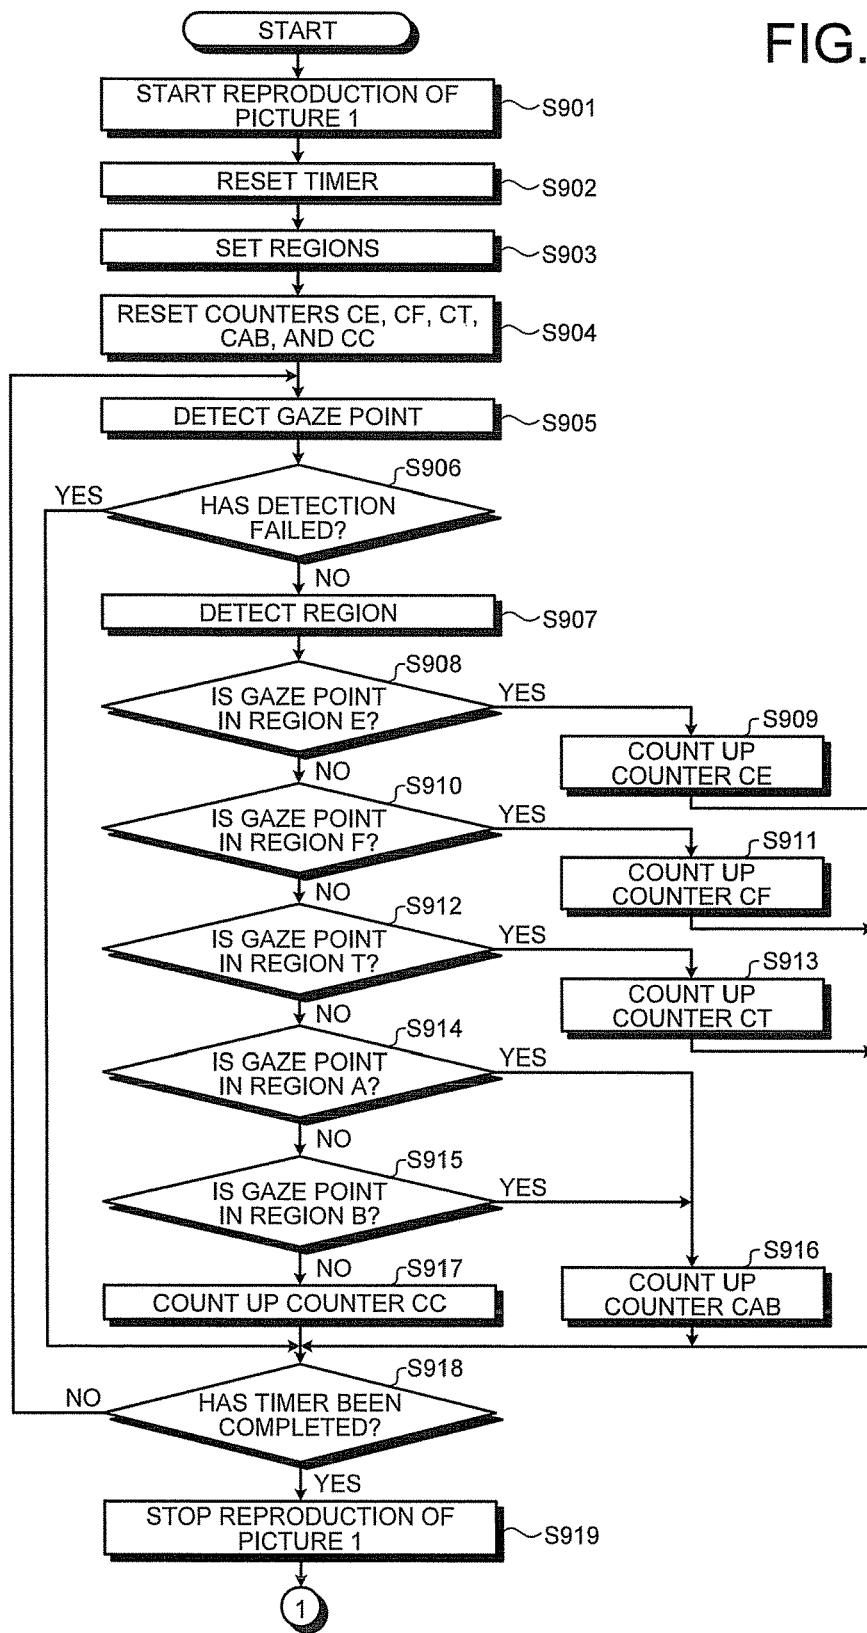 START
FIG.
START REPRODUCTION OF
PICTURE 1
S901
RESET TIMER
S902
SET REGIONS
S903
RESET COUNTERS CE, CF, CT,
CAB, AND CC
S904
DETECT GAZE POINT
S905
S906
YES
HAS DETECTION
FAILED?
NO
DETECT REGION
S907
S908
IS GAZE POINT
IN REGION E?
YES
S909
COUNT UP
COUNTER CE
NO
S910
IS GAZE POINT
IN REGION F?
YES
S911
COUNT UP
COUNTER CF
NO
S912
IS GAZE POINT
IN REGION T?
YES
S913
COUNT UP
COUNTER CT
NO
S914
IS GAZE POINT
IN REGION A?
YES
NO
S915
IS GAZE POINT
IN REGION B?
YES
S916
COUNT UP
COUNTER CAB
NO
S917
COUNT UP COUNTER CC
S918
NO
HAS TIMER BEEN
COMPLETED?
YES
STOP REPRODUCTION OF
PICTURE 1
S919
1